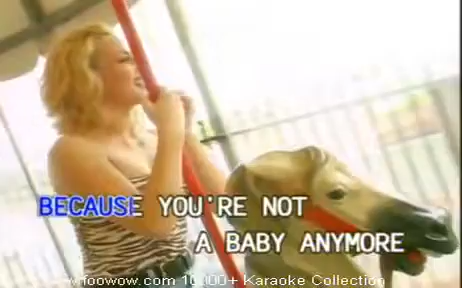 BECAUSE YOU'RE NOT
A BABY ANYMORE
w.foowow.com 10,000+ Karaoke Collection